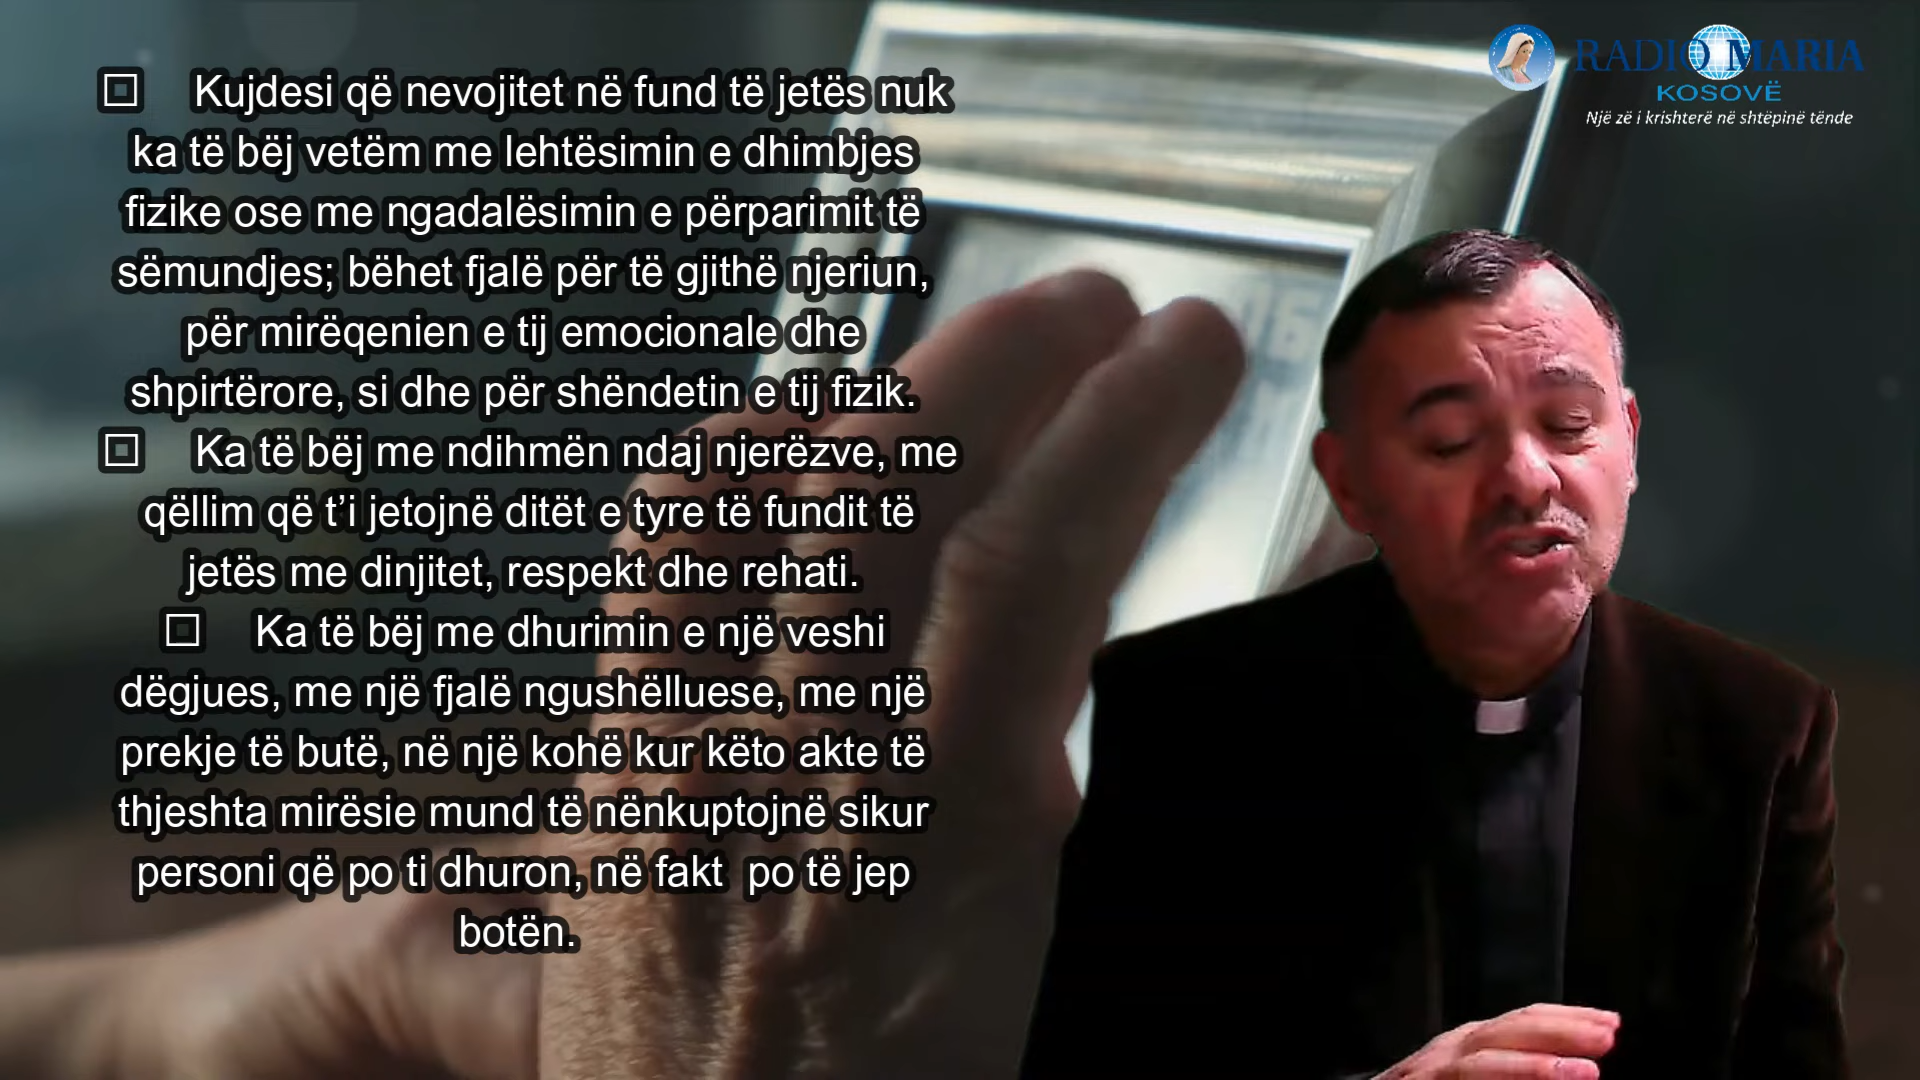 ☐ Kujdesi që nevojitet në fund të jetës nuk
ka të bëj vetëm me lehtësimin e dhimbjes
fizike ose me ngadalësimin e përparimit të
sëmundjes; bëhet fjalë për të gjithë njeriun,
për mirëqenien e tij emocionale dhe
shpirtërore, si dhe për shëndetin e tij fizik.
☐ Ka të bëj me ndihmën ndaj njerëzve, me
qëllim që t’i jetojnë ditët e tyre të fundit të
jetës me dinjitet, respekt dhe rehati.
☐ Ka të bëj me dhurimin e një veshi
dëgjues, me një fjalë ngushëlluese, me një
prekje të butë, në një kohë kur këto akte të
thjeshta mirësie mund të nënkuptojnë sikur
personi që po ti dhuron, në fakt po të jep
botën.
RADIO MARIA
KOSOVË
Një zë i krishterë në shtëpinë tënde